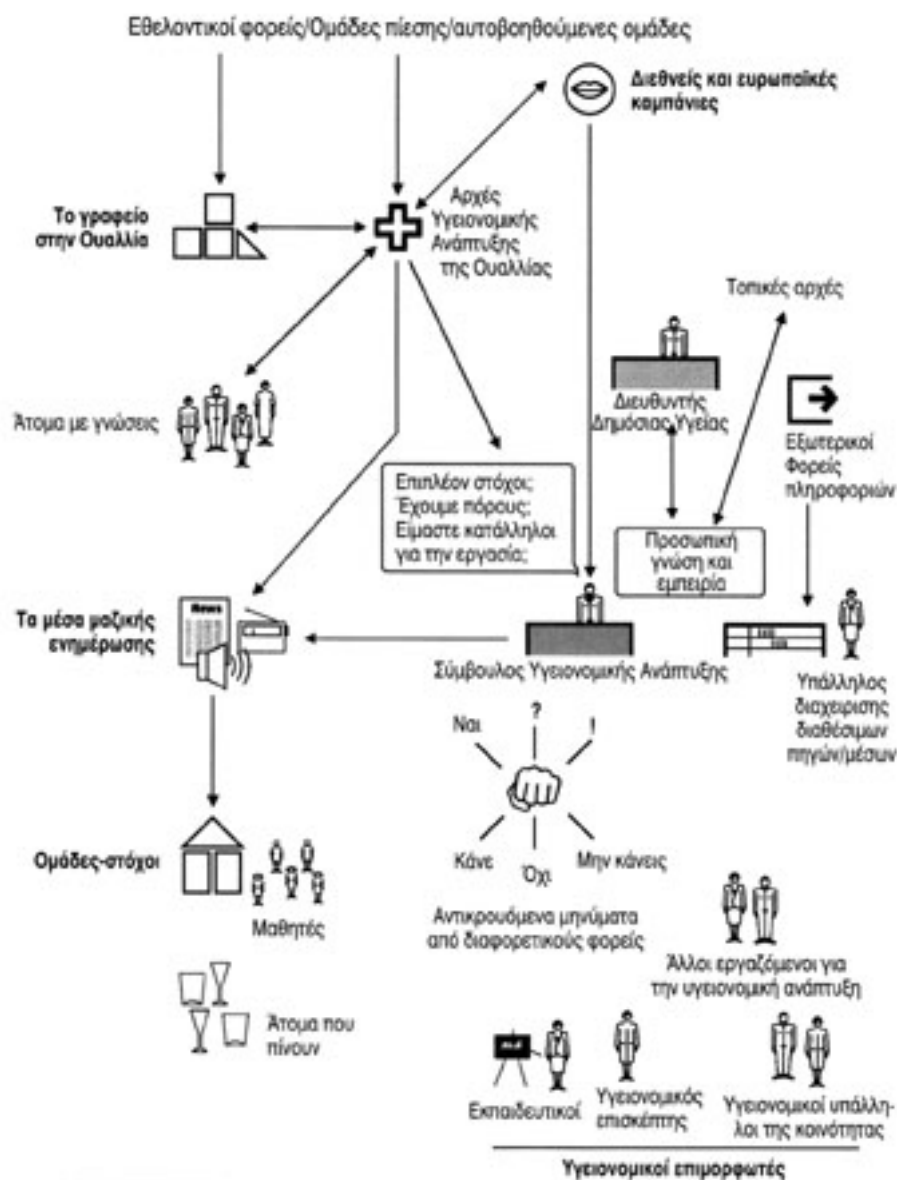 Εθελοντικοί φορείς/Ομάδες πίεσης/αυτοβοηθούμενες ομάδες
Διεθνείς και ευρωπαϊκές
καμπάνιες
Το γραφείο
στην Ουαλλία
Αρχές
Υγειονομικής
Ανάπτυξης
της Ουαλλίας
Τοπικές αρχές
Άτομα με γνώσεις
Διευθυντής
Δημόσιας Υγείας
Εξωτερικοί
Φορείς
πληροφοριών
Επιπλέον στόχοι;
Έχουμε πόρους;
Είμαστε κατάλληλοι
για την εργασία;
Προσωπική
γνώση και
εμπειρία
Τα μέσα μαζικής
ενημέρωσης
News
Σύμβουλος Υγειονομικής Ανάπτυξης
Υπάλληλος
διαχείρισης
διαθέσιμων
πηγών/μέσων
Ναι
?
!
Κάνε
Όχι
Μην κάνεις
Ομάδες-στόχοι
Μαθητές
Αντικρουόμενα μηνύματα
από διαφορετικούς φορείς
Άλλοι εργαζόμενοι για
την υγειονομική ανάπτυξη
Άτομα που
πίνουν
Εκπαιδευτικοί
Υγειονομικός
επισκέπτης
Υγειονομικοί υπάλλη-
λοι της κοινότητας
Υγειονομικοί επιμορφωτές